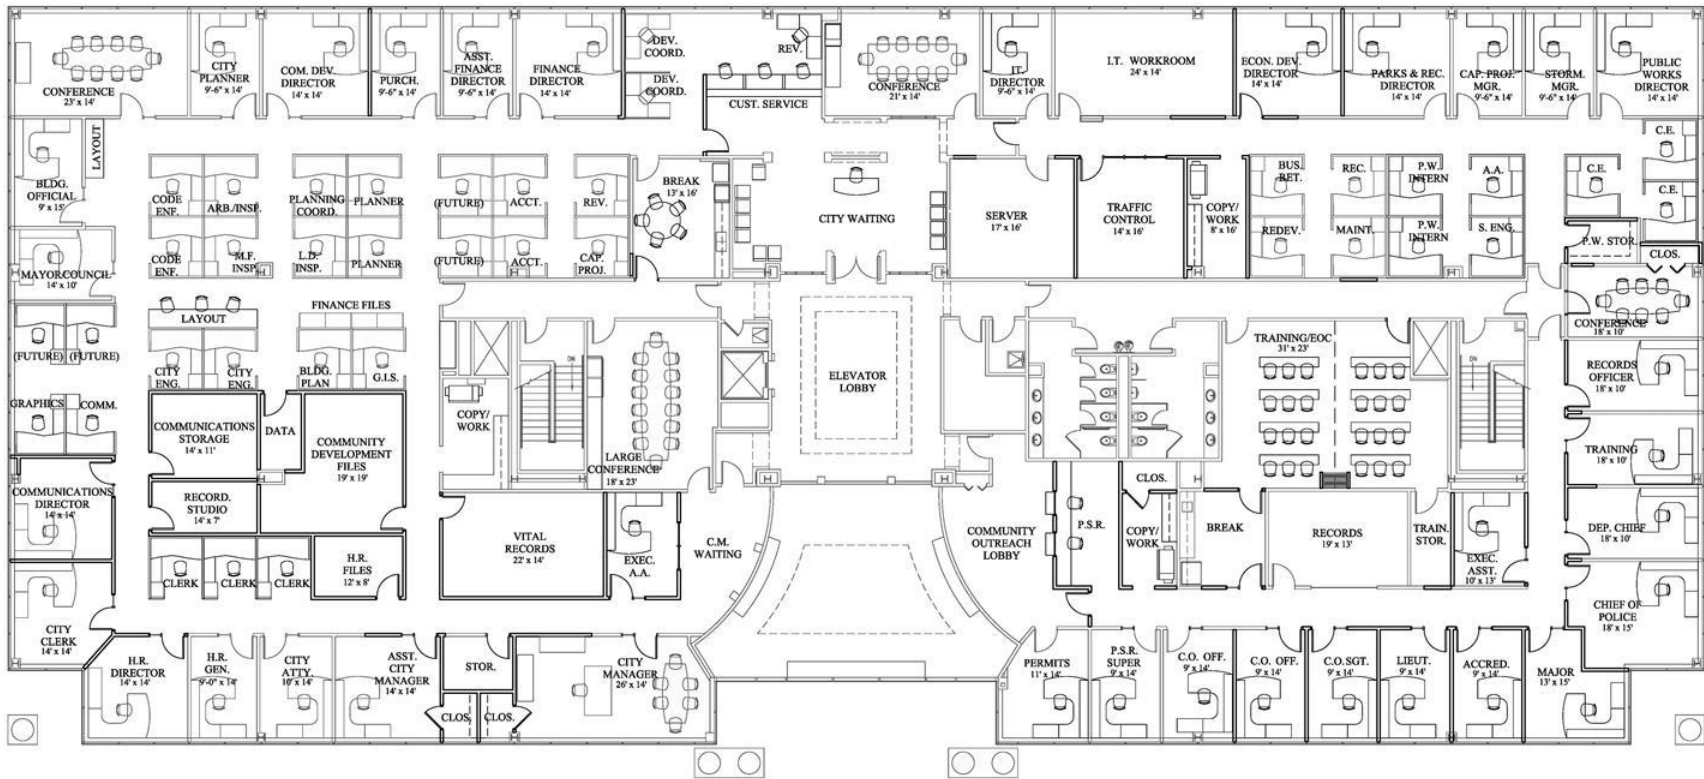 CONFERENCE
23' x 14'
CITY
PLANNER
9'-6" x 14'
COM. DEV.
DIRECTOR
14' x 14'
PURCH.
9'-6" x 14'
ASST.
FINANCE
DIRECTOR
9'-6" x 14'
FINANCE
DIRECTOR
14' x 14'
DEV.
COORD.
DEV.
COORD.
REV.
CUST. SERVICE
CONFERENCE
21' x 14'
I.T.
DIRECTOR
9'-6" x 14'
I.T. WORKROOM
24' x 14'
ECON. DEV.
DIRECTOR
14' x 14'
PARKS & REC.
DIRECTOR
14' x 14'
CAP. PROJ.
MGR.
9'-6" x 14'
STORM.
MGR.
9'-6" x 14'
PUBLIC
WORKS
DIRECTOR
14' x 14'
LAYOUT
BLDG.
OFFICIAL
9' x 15'
CODE
ENF.
ARB./INSP.
PLANNING
COORD.
PLANNER
(FUTURE)
ACCT.
REV.
BREAK
13' x 16'
CITY WAITING
SERVER
17' x 16'
TRAFFIC
CONTROL
14' x 16'
COPY/
WORK
8' x 16'
BUS.
RET.
REC.
P.W.
INTERN
A.A.
C.E.
C.E.
C.E.
MAYOR\COUNCIL
14' x 10'
CODE
ENF.
M.F.
INSP.
L.D.
INSP.
PLANNER
(FUTURE)
ACCT.
CAP.
PROJ.
REDEV.
MAINT.
P.W.
INTERN
S. ENG.
P.W. STOR.
CLOS.
LAYOUT
FINANCE FILES
(FUTURE)
(FUTURE)
CITY
ENG.
CITY
ENG.
BLDG.
PLAN
G.I.S.
DN
ELEVATOR
LOBBY
TRAINING/EOC
31' x 23'
DN
CONFERENCE
18' x 10'
RECORDS
OFFICER
18' x 10'
GRAPHICS
COMM.
COMMUNICATIONS
STORAGE
14' x 11'
DATA
COMMUNITY
DEVELOPMENT
FILES
19' x 19'
COPY/
WORK
LARGE
CONFERENCE
18' x 23'
TRAINING
18' x 10'
COMMUNICATIONS
DIRECTOR
14' x 14'
RECORD.
STUDIO
14' x 7'
VITAL
RECORDS
22' x 14'
EXEC.
A.A.
C.M.
WAITING
COMMUNITY
OUTREACH
LOBBY
P.S.R.
CLOS.
COPY/
WORK
BREAK
RECORDS
19' x 13'
TRAIN.
STOR.
EXEC.
ASST.
10' x 13'
DEP. CHIEF
18' x 10'
CLERK
CLERK
CLERK
H.R.
FILES
12' x 8'
CITY
CLERK
14' x 14'
CHIEF OF
POLICE
18' x 15'
H.R.
DIRECTOR
14' x 14'
H.R.
GEN.
9'-0" x 14'
CITY
ATTY.
10' x 14'
ASST.
CITY
MANAGER
14' x 14'
STOR.
CLOS.
CLOS.
CITY
MANAGER
26' x 14'
PERMITS
11' x 14'
P.S.R.
SUPER
9' x 14'
C.O. OFF.
9' x 14'
C.O. OFF.
9' x 14'
C.O.SGT.
9' x 14'
LIEUT.
9' x 14'
ACCRED.
9' x 14'
MAJOR
13' x 15'